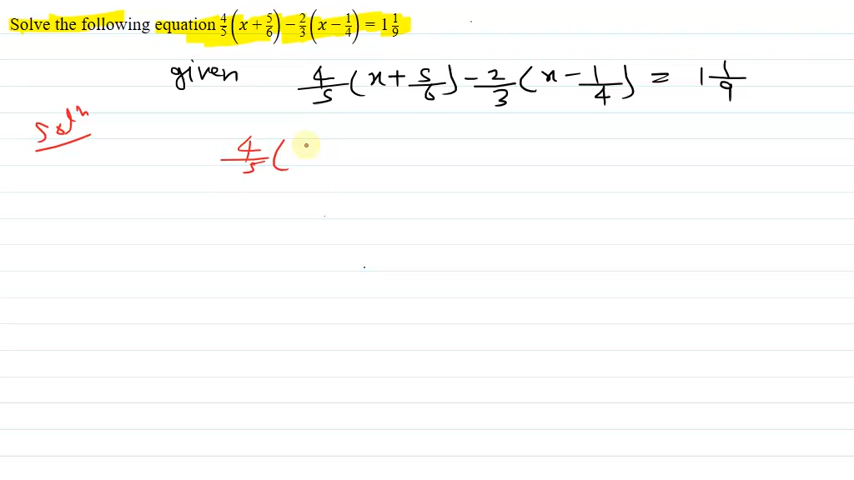 Solve the following equation 4/5(x + 5/6) − 2/3(x − 1/4) = 1 1/9
given 4/5(x + 5/6) − 2/3(x − 1/4) = 1 1/9
Solⁿ
4/5(